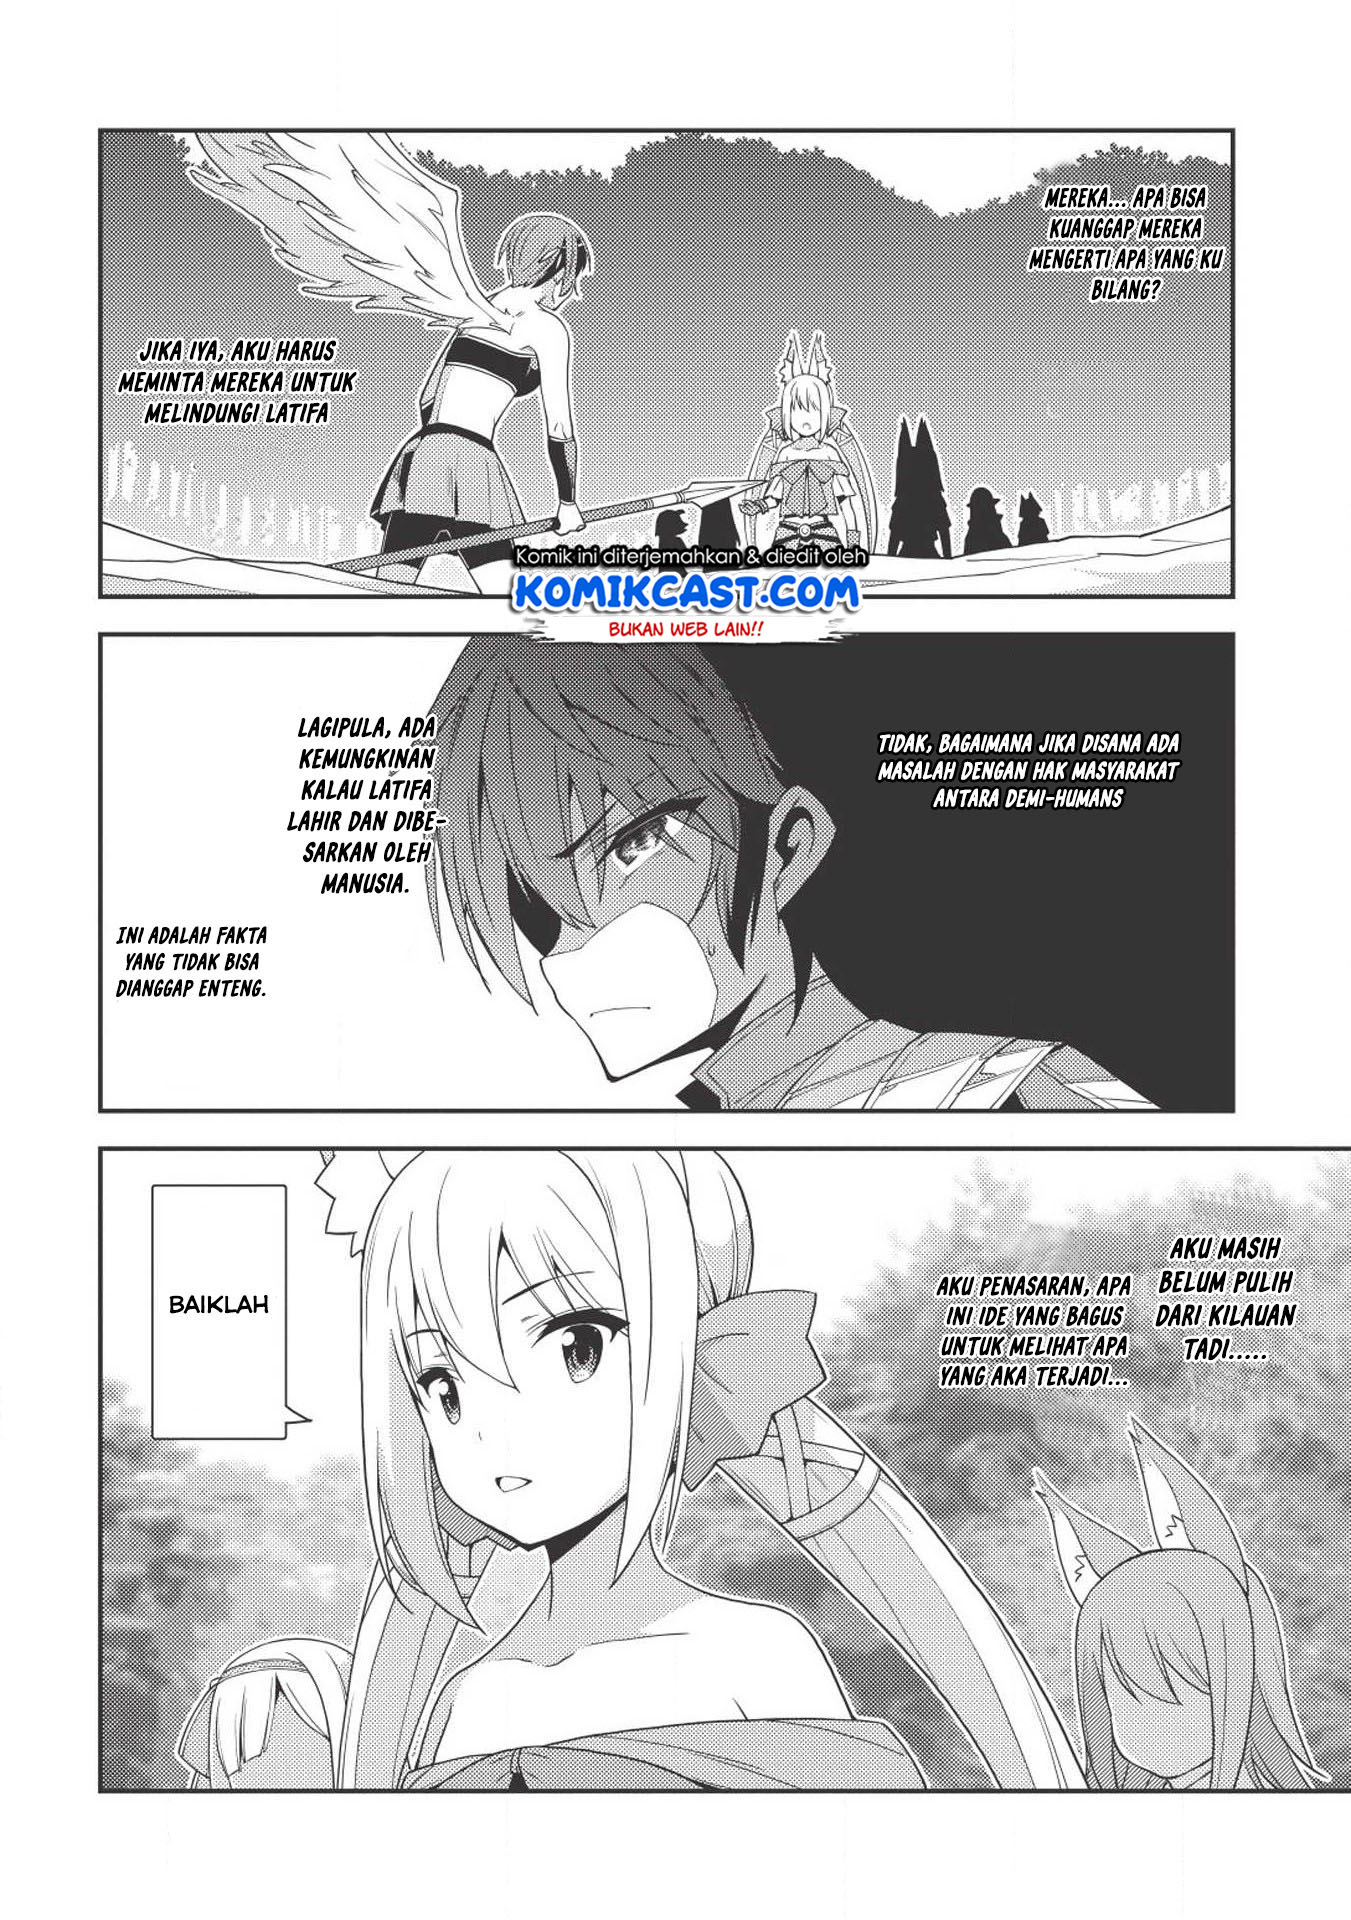 MEREKA... APA BISA
KUANGGAP MEREKA
MENGERTI APA YANG KU
BILANG?
JIKA IYA, AKU HARUS
MEMINTA MEREKA UNTUK
MELINDUNGI LATIFA
Komik ini diterjemahkan & diedit oleh
KOMIKCAST.COM
BUKAN WEB LAIN!!
TIDAK, BAGAIMANA JIKA DISANA ADA
MASALAH DENGAN HAK MASYARAKAT
ANTARA DEMI-HUMANS
LAGIPULA, ADA
KEMUNGKINAN
KALAU LATIFA
LAHIR DAN DIBE-
SARKAN OLEH
MANUSIA.
INI ADALAH FAKTA
YANG TIDAK BISA
DIANGGAP ENTENG.
AKU MASIH
BELUM PULIH
DARI KILAUAN
TADI.....
AKU PENASARAN, APA
INI IDE YANG BAGUS
UNTUK MELIHAT APA
YANG AKA TERJADI...
BAIKLAH